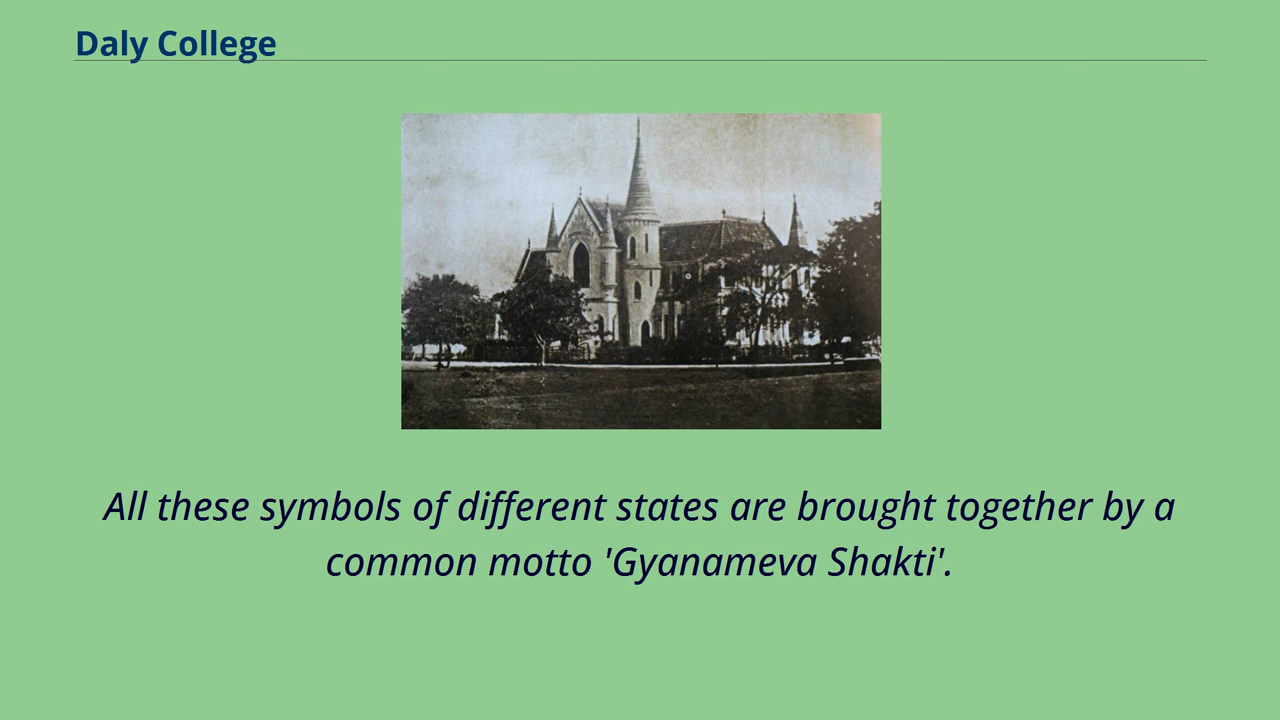 Daly College
All these symbols of different states are brought together by a
common motto 'Gyanameva Shakti'.